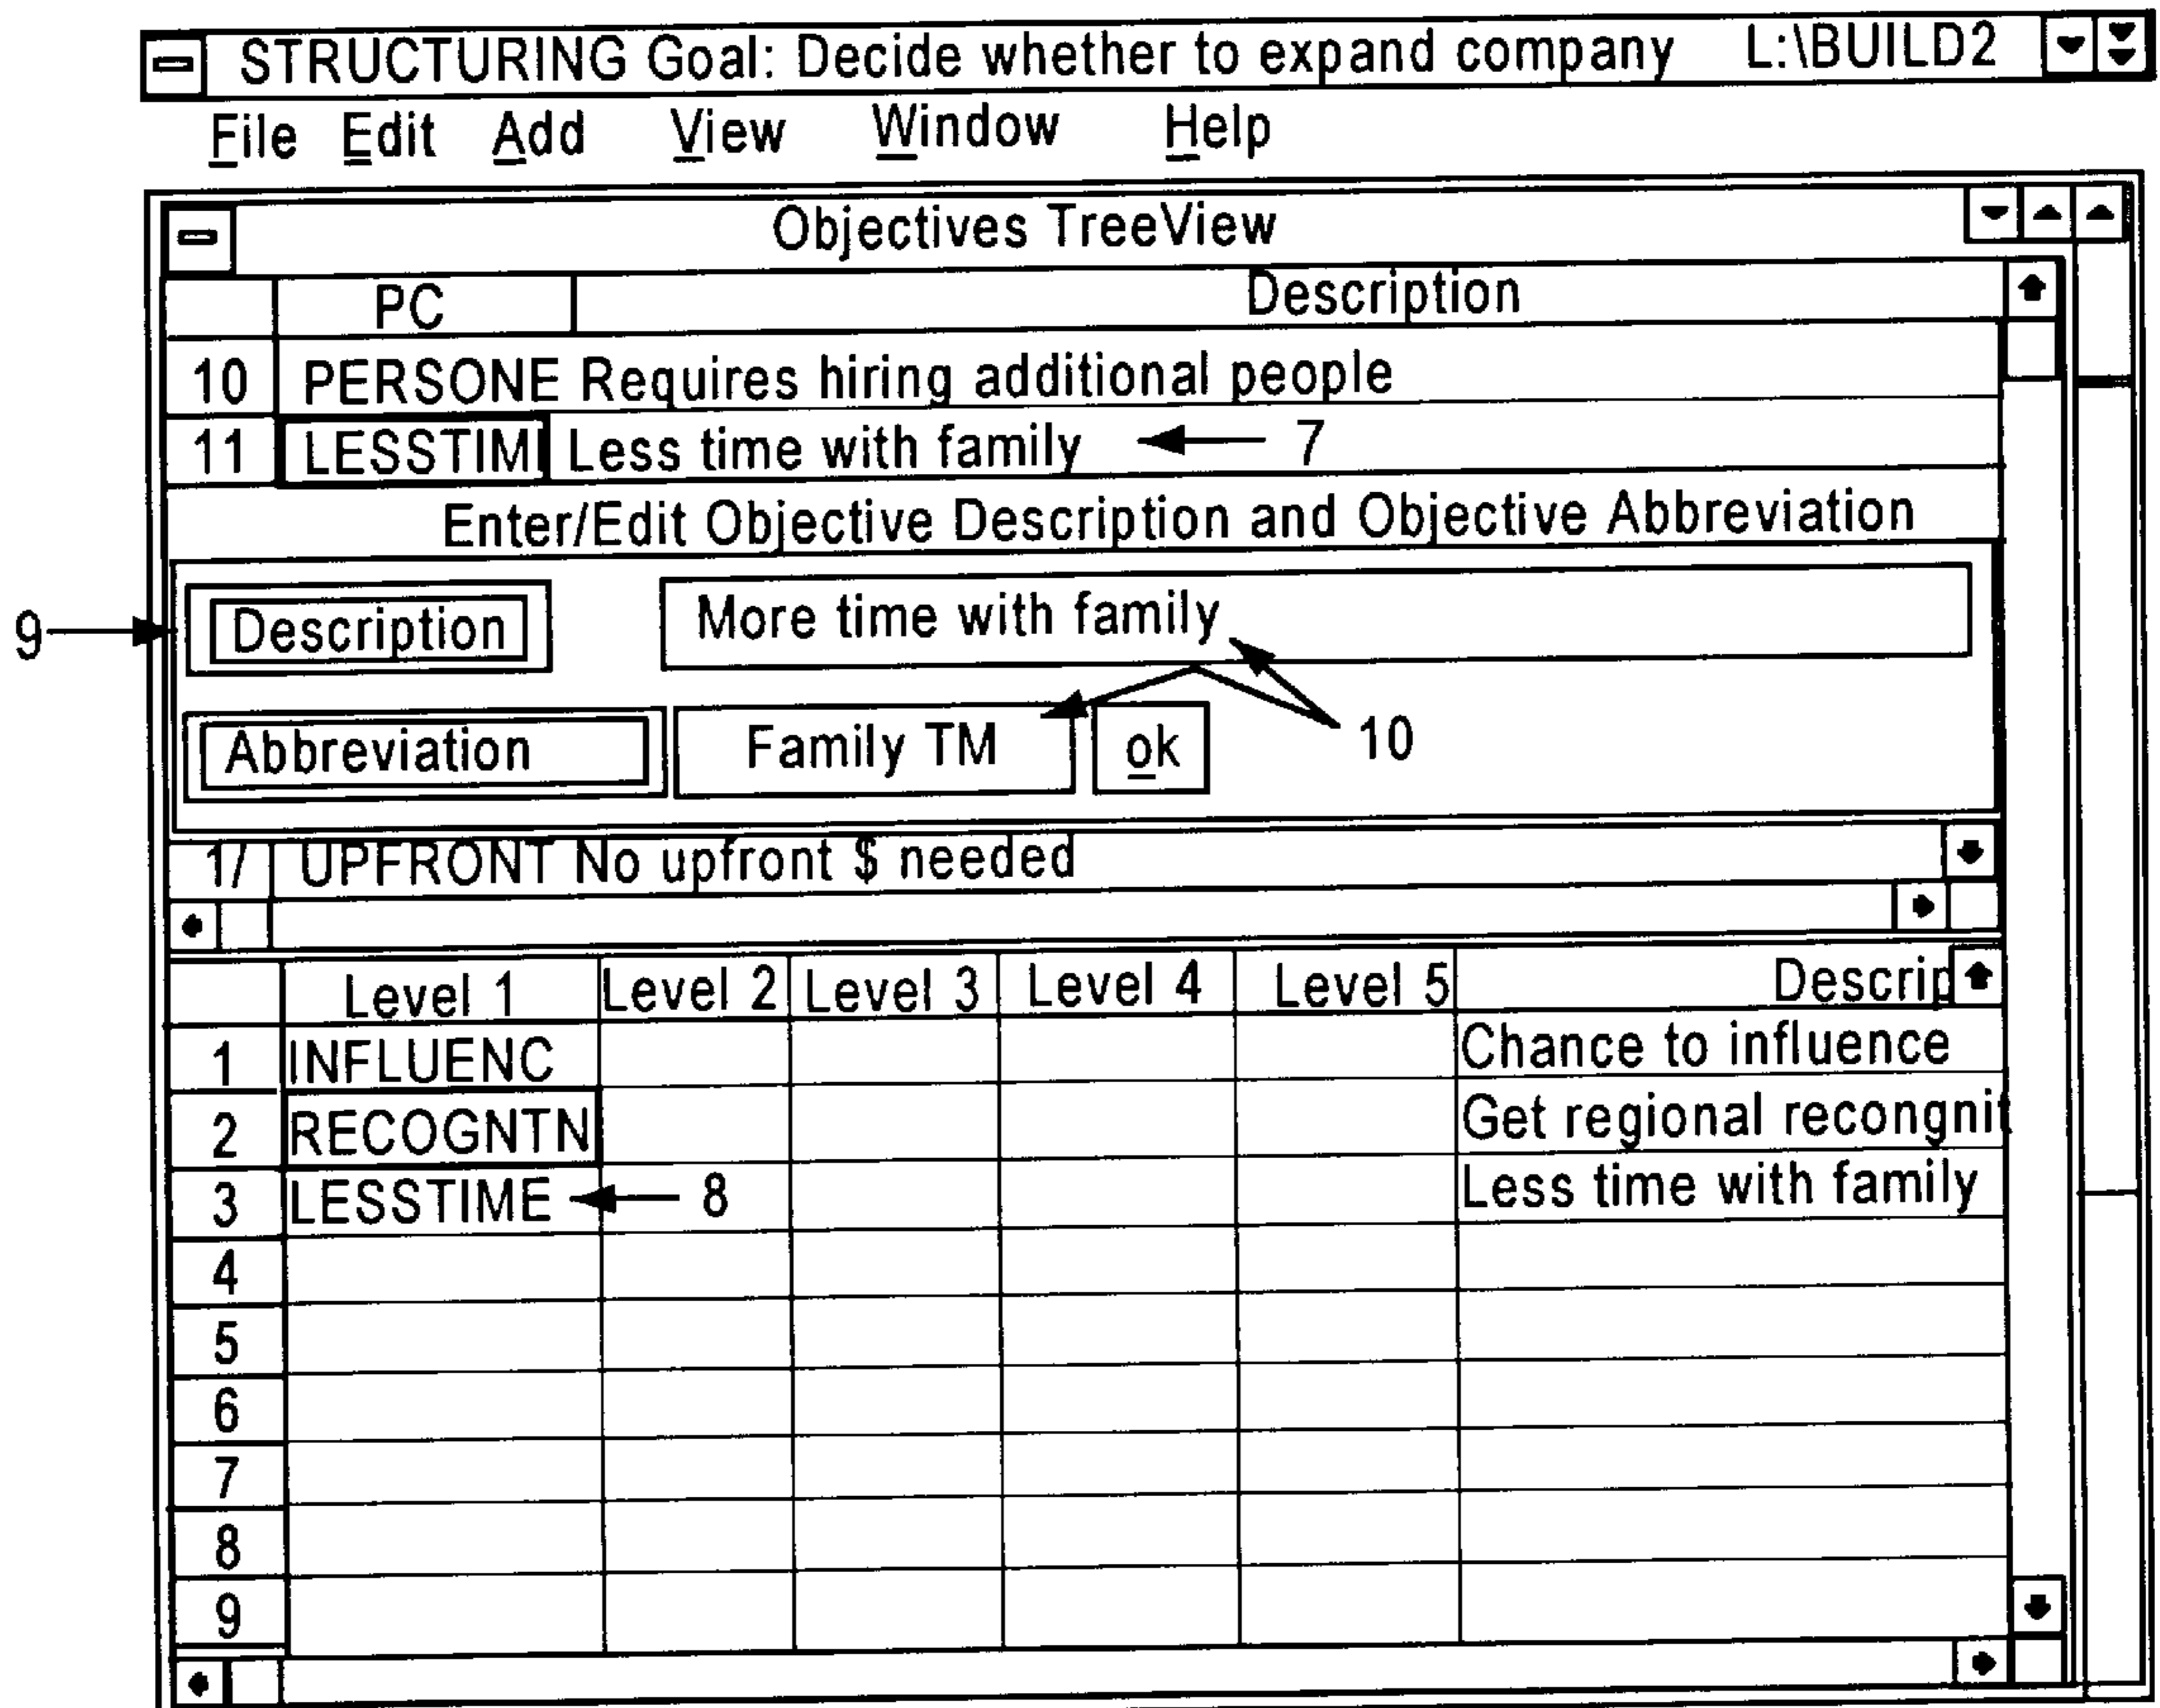 STRUCTURING Goal: Decide whether to expand company L:\BUILD2
File Edit Add View Window Help
Objectives TreeView
PC Description
10 PERSONE Requires hiring additional people
11 LESSTIM Less time with family 7
Enter/Edit Objective Description and Objective Abbreviation
9 Description More time with family
Abbreviation Family TM ok 10
17 UPFRONT No upfront $ needed
Level 1 Level 2 Level 3 Level 4 Level 5 Descrip
1 INFLUENC Chance to influence
2 RECOGNTN Get regional recongnit
3 LESSTIME 8 Less time with family
4
5
6
7
8
9